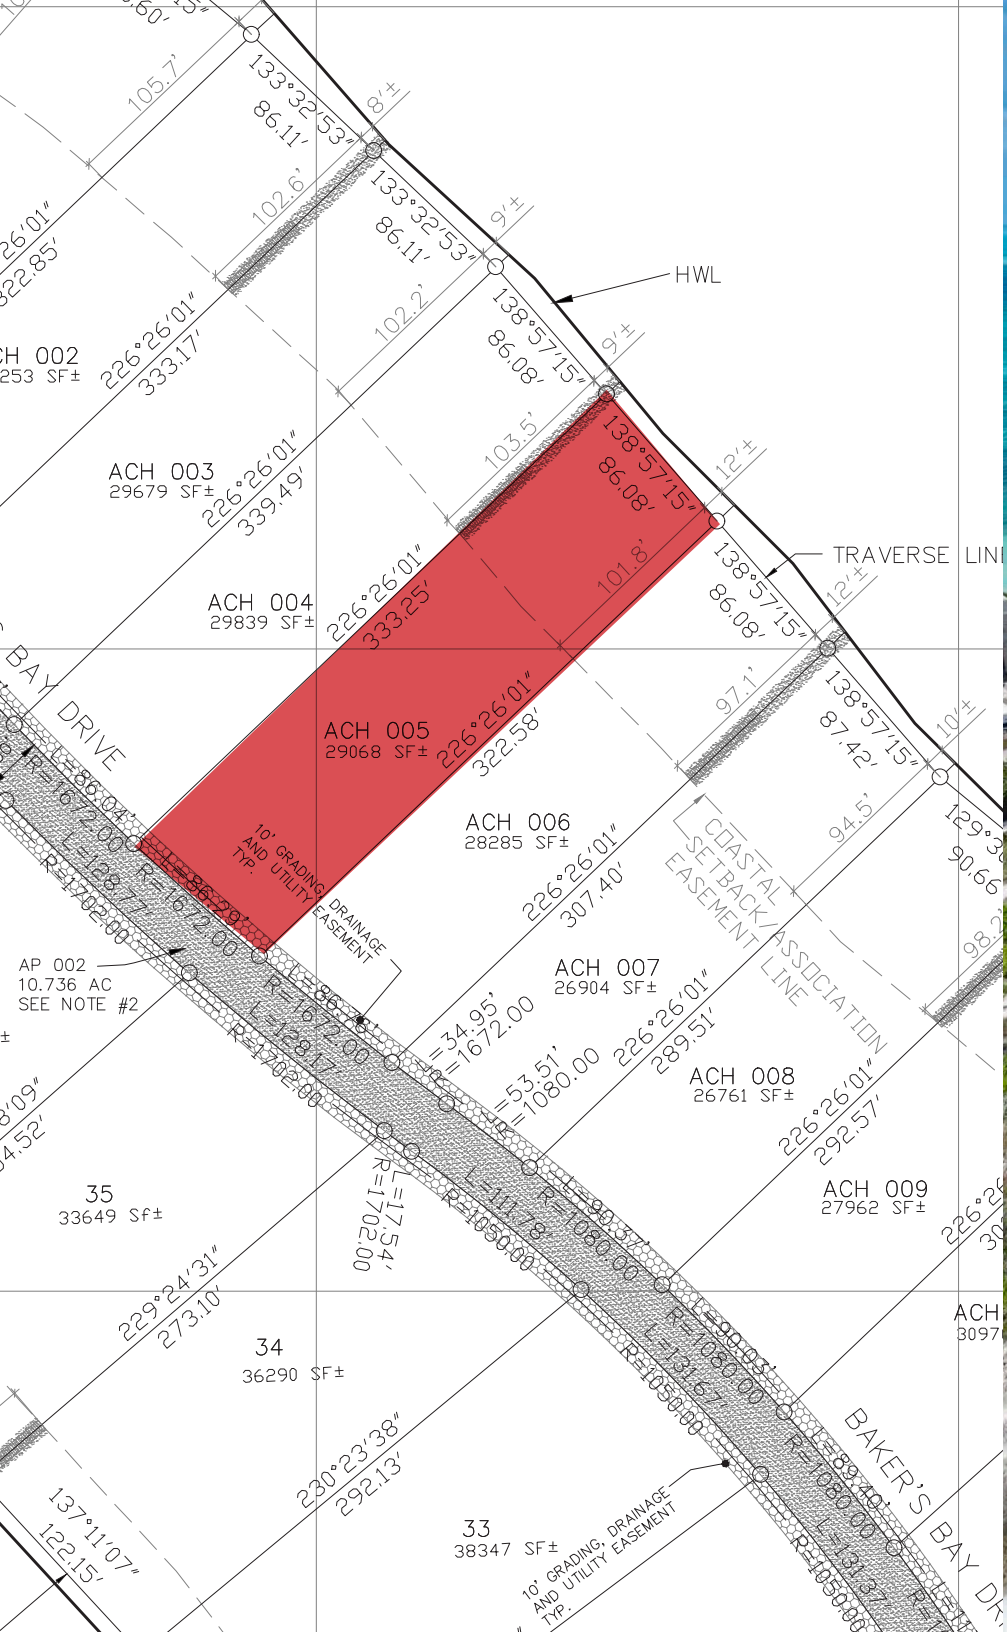 105.7'
133°32'53"
86.11'
8'±
102.6'
133°32'53"
86.11'
9'±
HWL
226°26'01"
333.17'
102.2'
138°57'15"
86.08'
9'±
253 SF±
ACH 003
29679 SF±
226°26'01"
339.49'
103.5'
138°57'15"
86.08'
12'±
TRAVERSE LINE
ACH 004
29839 SF±
226°26'01"
333.25'
101.8'
138°57'15"
86.08'
12'±
BAY DRIVE
ACH 005
29068 SF±
226°26'01"
322.58'
97.1'
138°57'15"
87.42'
10'±
L=86.04'
R=1672.00'
L=128.77'
R=1702.00
10' GRADING, DRAINAGE
AND UTILITY EASEMENT
TYP.
ACH 006
28285 SF±
COASTAL
SETBACK/ASSOCIATION
EASEMENT
LINE
94.5'
90.66
L=86.29'
R=1672.00
226°26'01"
307.40'
98.2'
AP 002
10.736 AC
SEE NOTE #2
R=1672.00
L=128.17'
R=1702.00
ACH 007
26904 SF±
L=34.95'
R=1672.00
L=53.51'
R=1080.00
226°26'01"
289.51'
ACH 008
26761 SF±
226°26'01"
292.57'
35
33649 Sf±
L=17.54'
R=1702.00
L=111.78'
R=1050.00
L=90.37'
R=1080.00
ACH 009
27962 SF±
229°24'31"
273.10'
34
36290 SF±
L=90.03'
R=1080.00
L=131.67'
R=1050.00
ACH
230°23'38"
292.13'
L=89.40'
R=1080.00
L=131.37'
R=1050.00
BAKER'S BAY DR
137°11'07"
122.15'
33
38347 SF±
10' GRADING, DRAINAGE
AND UTILITY EASEMENT
TYP.